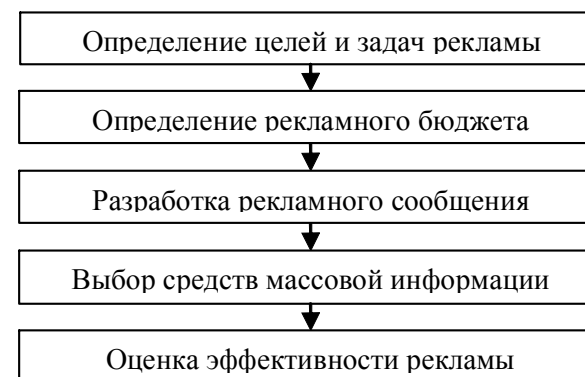 Определение целей и задач рекламы
Определение рекламного бюджета
Разработка рекламного сообщения
Выбор средств массовой информации
Оценка эффективности рекламы